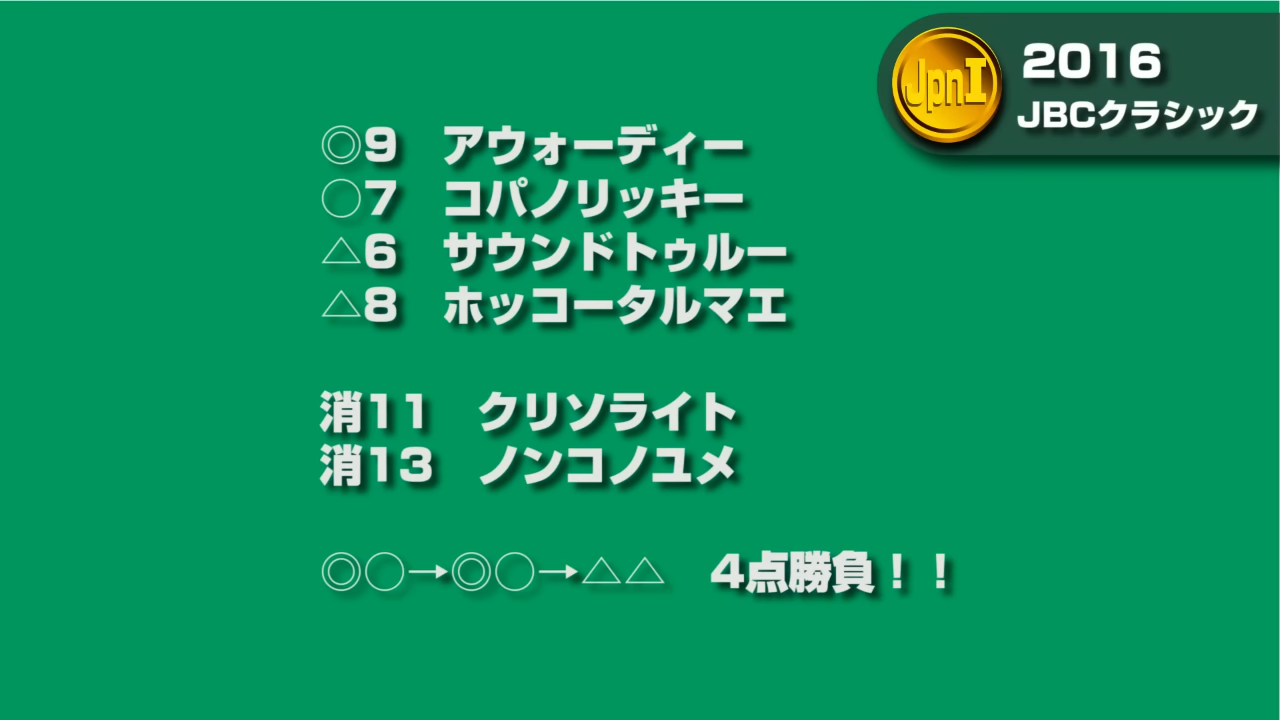 JpnI
2016
JBCクラシック
◎9　アウォーディー
○7　コパノリッキー
△6　サウンドトゥルー
△8　ホッコータルマエ
消11　クリソライト
消13　ノンコノユメ
◎○→◎○→△△　4点勝負！！